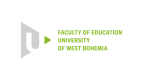 FACULTY OF EDUCATION
UNIVERSITY
OF WEST BOHEMIA